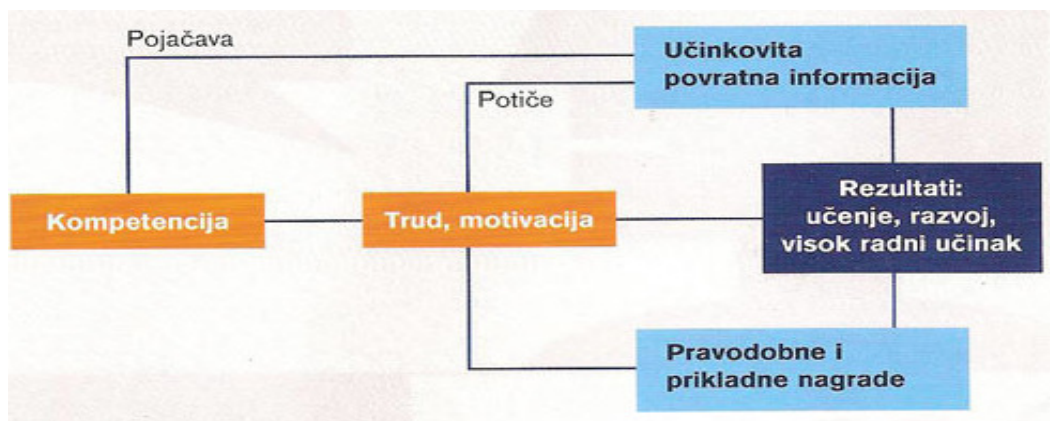 Pojačava
Učinkovita
povratna informacija
Potiče
Kompetencija
Trud, motivacija
Rezultati:
učenje, razvoj,
visok radni učinak
Pravodobne i
prikladne nagrade